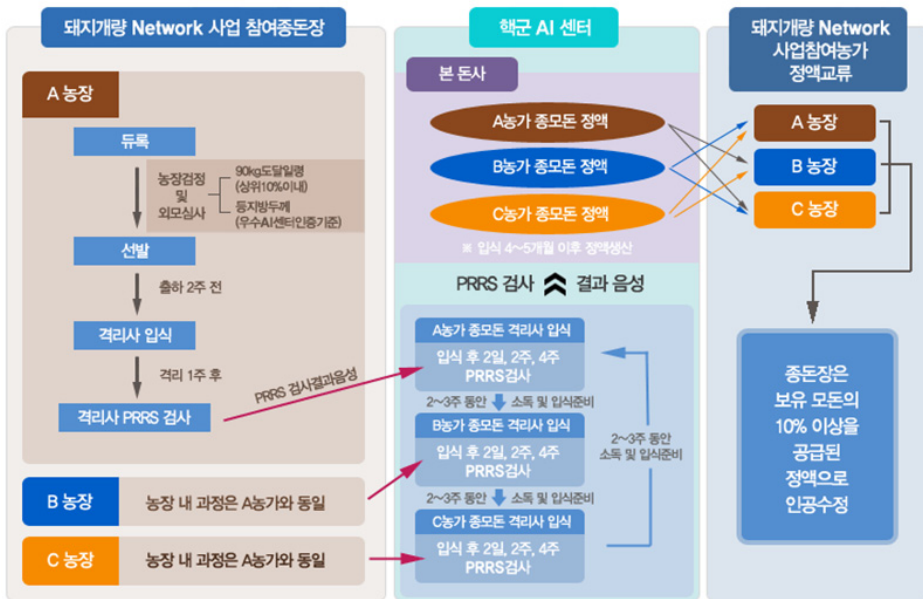 돼지개량 Network 사업 참여종돈장
A 농장
듀록
농장검정
및
외모심사
90kg도달일령
(상위10%이내)
등지방두께
(우수AI센터인증기준)
선발
출하 2주 전
격리사 입식
격리 1주 후
격리사 PRRS 검사
PRRS 검사결과음성
B 농장
농장 내 과정은 A농가와 동일
C 농장
농장 내 과정은 A농가와 동일
핵군 AI 센터
본 돈사
A농가 종모돈 정액
B농가 종모돈 정액
C농가 종모돈 정액
※ 입식 4~5개월 이후 정액생산
PRRS 검사 결과 음성
A농가 종모돈 격리사 입식
입식 후 2일, 2주, 4주
PRRS검사
2~3주 동안 소독 및 입식준비
B농가 종모돈 격리사 입식
입식 후 2일, 2주, 4주
PRRS검사
2~3주 동안 소독 및 입식준비
C농가 종모돈 격리사 입식
입식 후 2일, 2주, 4주
PRRS검사
2~3주 동안
소독 및 입식준비
돼지개량 Network
사업참여농가
정액교류
A 농장
B 농장
C 농장
종돈장은
보유 모돈의
10% 이상을
공급된
정액으로
인공수정